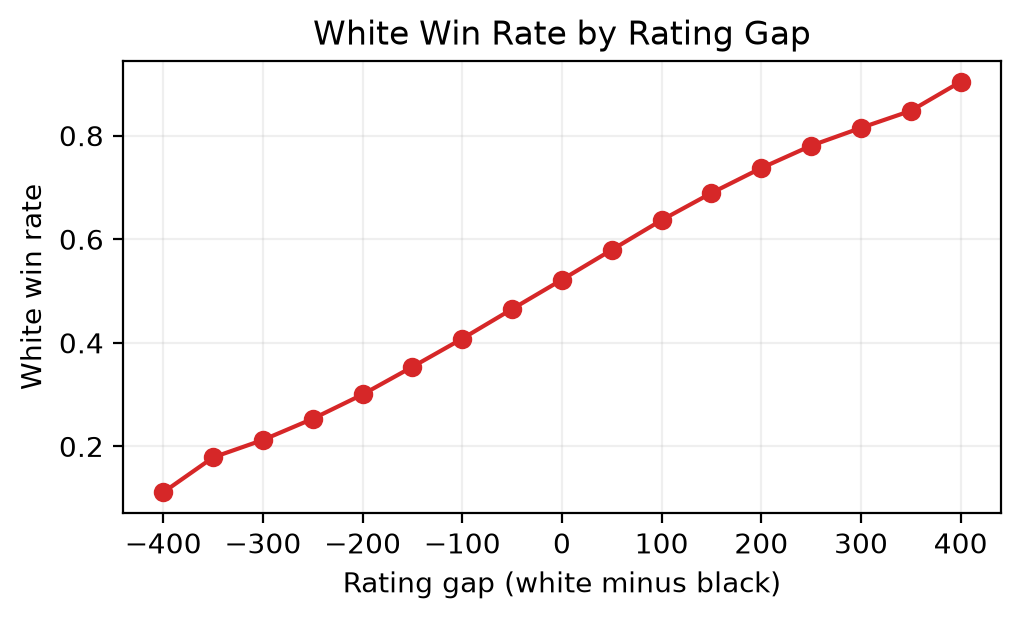 White Win Rate by Rating Gap
White win rate
0.8
0.6
0.4
0.2
−400 −300 −200 −100 0 100 200 300 400
Rating gap (white minus black)